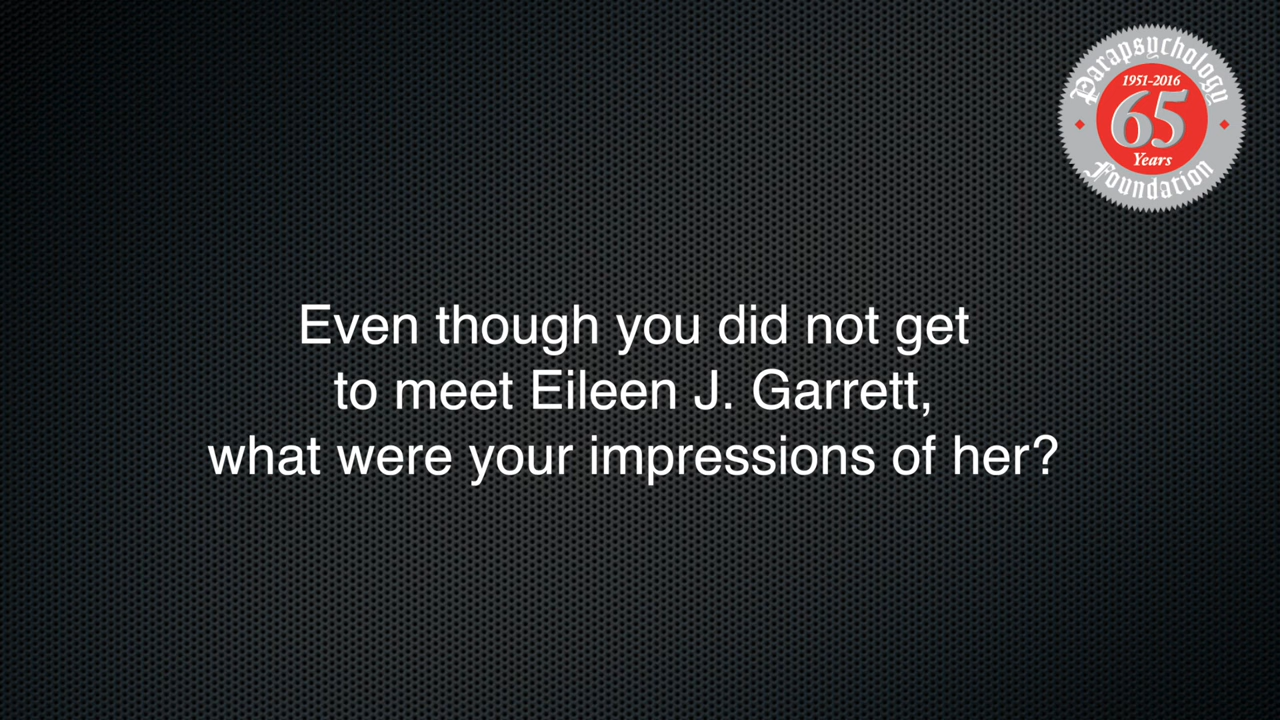 Parapsychology
1951-2016
65
Years
Foundation
Even though you did not get
to meet Eileen J. Garrett,
what were your impressions of her?